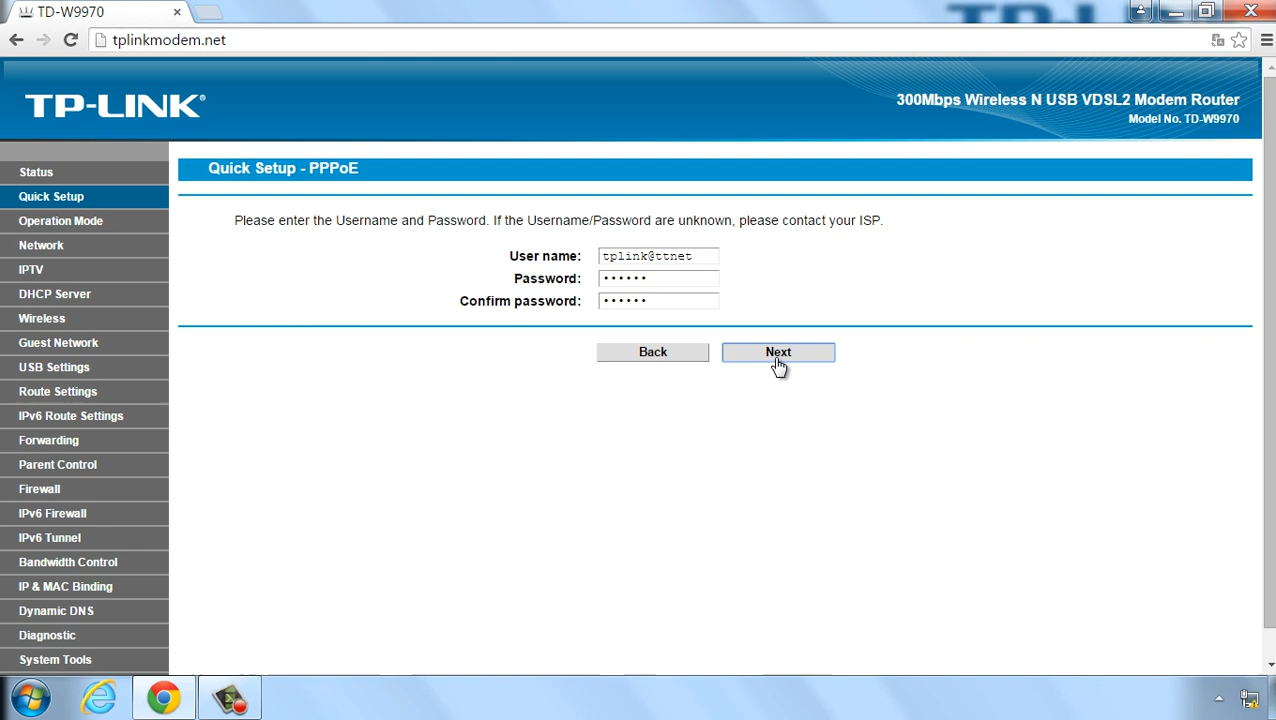 TD-W9970
tplinkmodem.net
TP-LINK®
300Mbps Wireless N USB VDSL2 Modem Router
Model No. TD-W9970
Status
Quick Setup
Operation Mode
Network
IPTV
DHCP Server
Wireless
Guest Network
USB Settings
Route Settings
IPv6 Route Settings
Forwarding
Parent Control
Firewall
IPv6 Firewall
IPv6 Tunnel
Bandwidth Control
IP & MAC Binding
Dynamic DNS
Diagnostic
System Tools
Quick Setup - PPPoE
Please enter the Username and Password. If the Username/Password are unknown, please contact your ISP.
User name: tplink@ttnet
Password: ••••••
Confirm password: ••••••
Back Next